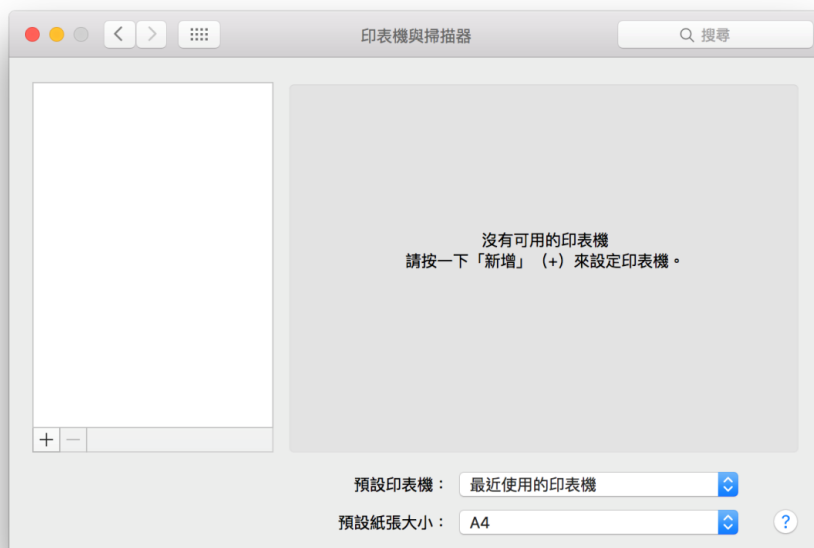 印表機與掃描器
搜尋
沒有可用的印表機
請按一下「新增」（+）來設定印表機。
預設印表機：
最近使用的印表機
預設紙張大小：
A4
?